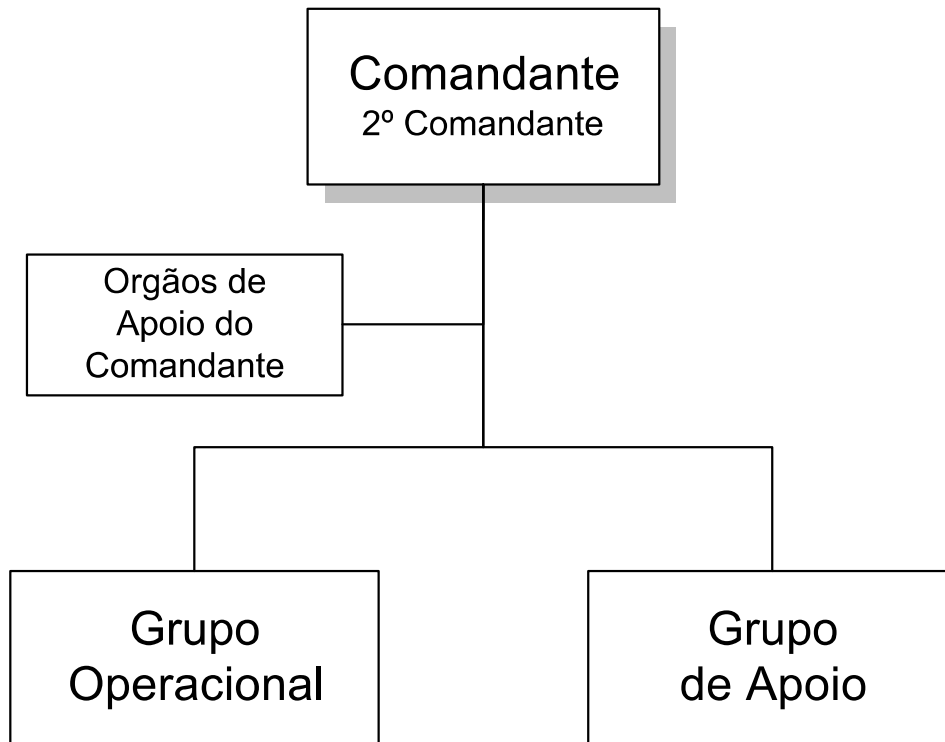 Comandante
2º Comandante
Orgãos de
Apoio do
Comandante
Grupo
Operacional
Grupo
de Apoio